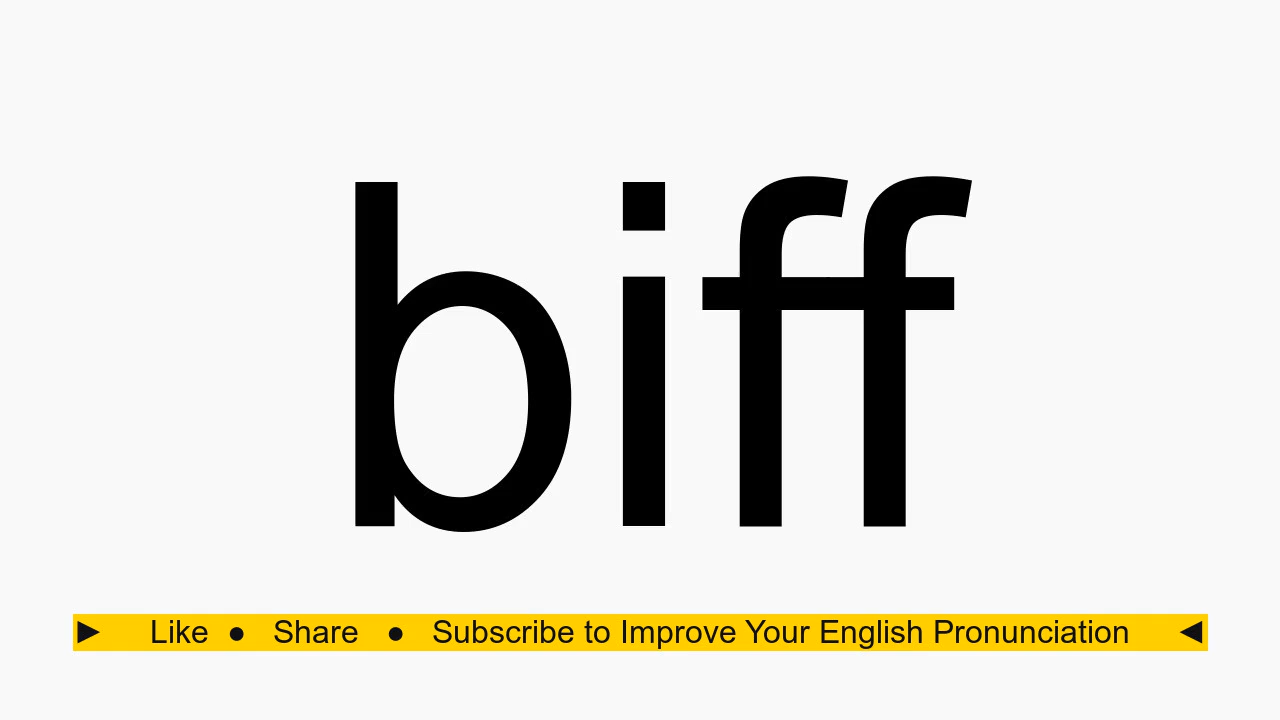 biff
► Like ● Share ● Subscribe to Improve Your English Pronunciation ◄